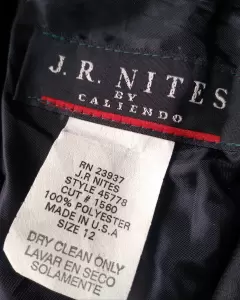 J.R. NITES
BY
CALIENDO
RN 23937
J.R NITES
STYLE 45778
CUT # 1560
100% POLYESTER
MADE IN U.S.A
SIZE 12
DRY CLEAN ONLY
LAVAR EN SECO
SOLAMENTE